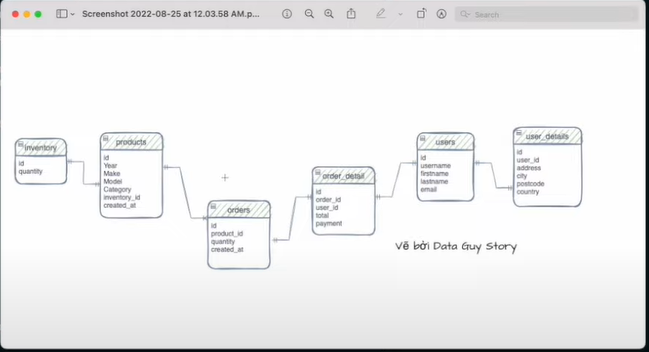 Screenshot 2022-08-25 at 12.03.58 AM.p...
Search
inventory
id
quantity
products
id
Year
Make
Model
Category
inventory_id
created_at
orders
id
product_id
quantity
created_at
order_detail
id
order_id
user_id
total
payment
users
id
username
firstname
lastname
email
user_details
id
user_id
address
city
postcode
country
Vẽ bởi Data Guy Story